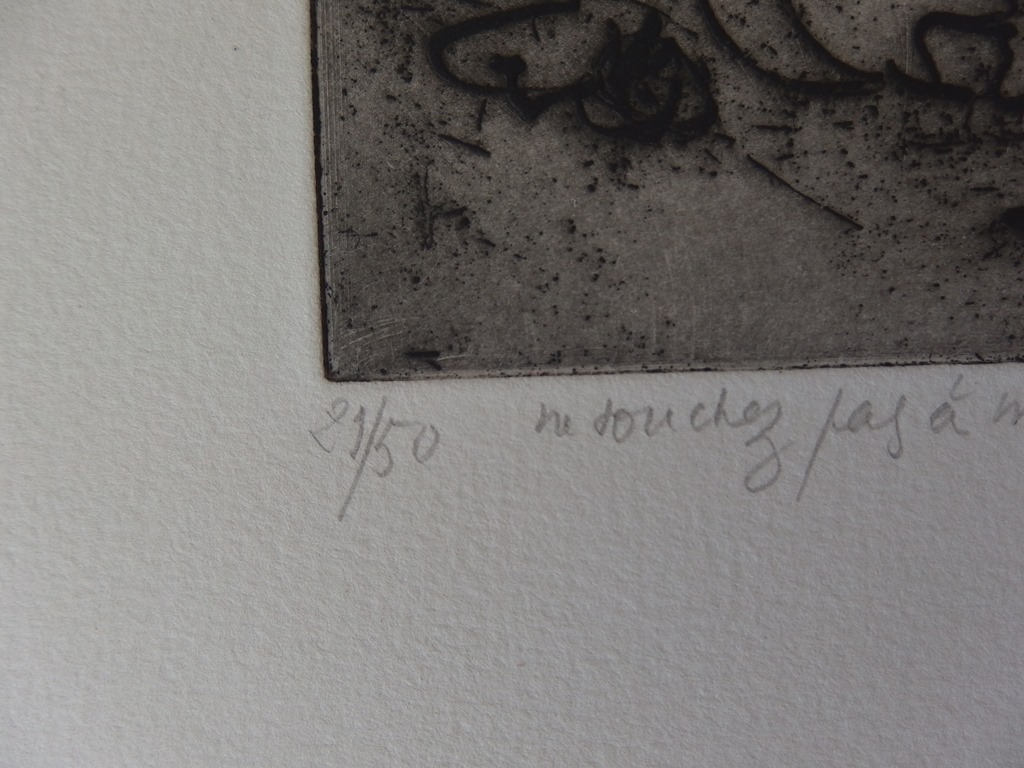 21/50 ne touchez pas à m